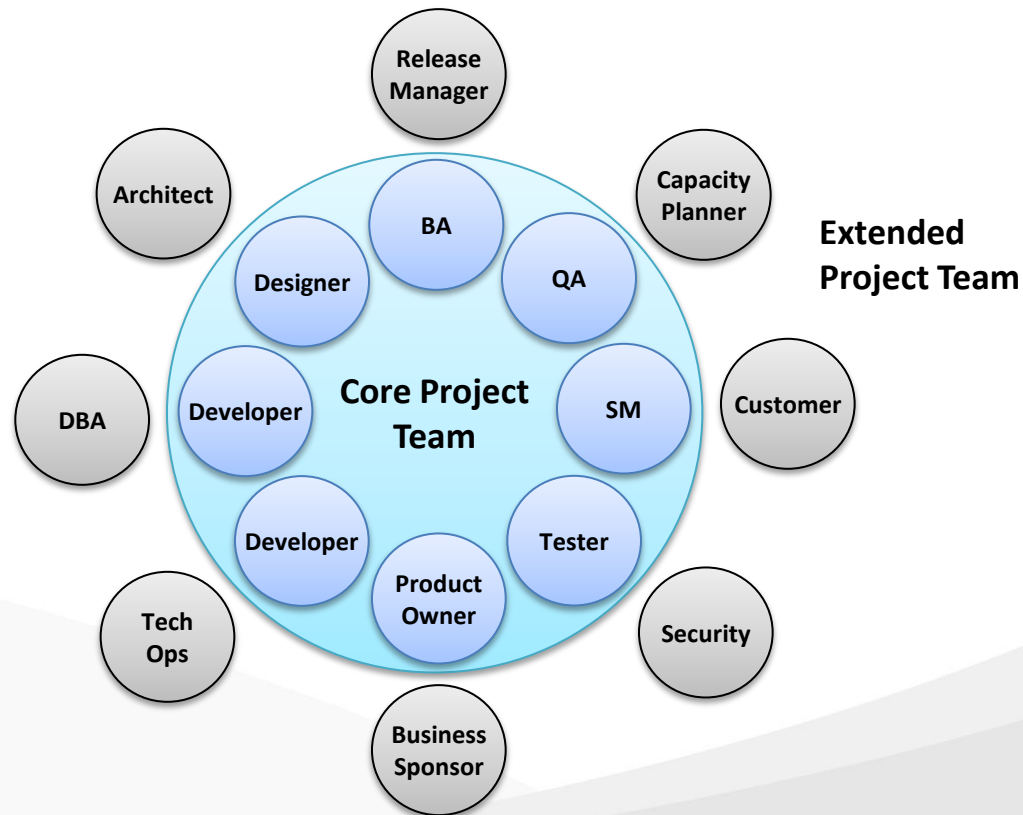 Release
Manager
Architect
Capacity
Planner
BA
Extended
Project Team
Designer
QA
Core Project
Team
DBA
Developer
SM
Customer
Developer
Tester
Product
Owner
Tech
Ops
Security
Business
Sponsor